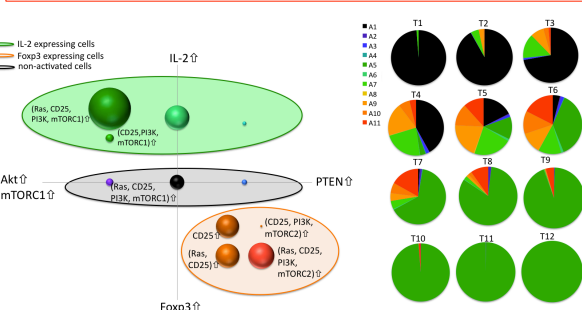 IL-2 expressing cells
Foxp3 expressing cells
non-activated cells
IL-2⇧
(Ras, CD25,
PI3K, mTORC1)⇧
(CD25,PI3K,
mTORC1)⇧
Akt⇧
mTORC1⇧
(Ras, CD25,
PI3K, mTORC1)⇧
PTEN⇧
CD25⇧
(CD25, PI3K,
mTORC2)⇧
(Ras,
CD25)⇧
(Ras, CD25,
PI3K,
mTORC2)⇧
Foxp3⇧
A1
A2
A3
A4
A5
A6
A7
A8
A9
A10
A11
T1
T2
T3
T4
T5
T6
T7
T8
T9
T10
T11
T12